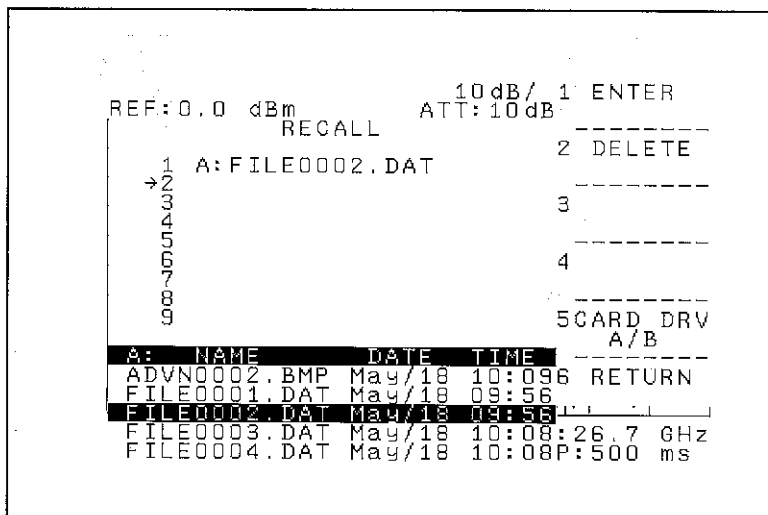 10dB/ 1 ENTER
REF:0.0 dBm ATT:10dB
RECALL
2 DELETE
1 A:FILE0002.DAT
→2
3 3
4
5 4
6
7
8
9 5CARD DRV
A/B
A: NAME DATE TIME
ADVN0002.BMP May/18 10:096 RETURN
FILE0001.DAT May/18 09:56
FILE0002.DAT May/18 09:56
FILE0003.DAT May/18 10:08:26.7 GHz
FILE0004.DAT May/18 10:08P:500 ms